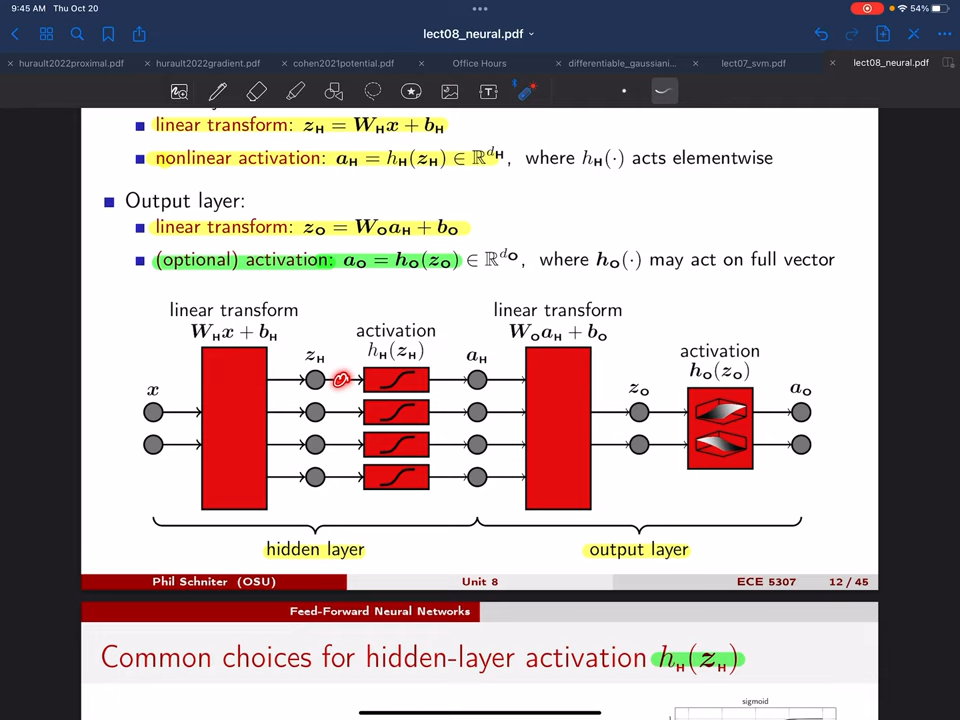 9:45 AM Thu Oct 20
54%
lect08_neural.pdf
hurault2022proximal.pdf
hurault2022gradient.pdf
cohen2021potential.pdf
Office Hours
differentiable_gaussiani...
lect07_svm.pdf
lect08_neural.pdf
linear transform: z_H = W_H x + b_H
nonlinear activation: a_H = h_H(z_H) ∈ ℝ^{d_H}, where h_H(·) acts elementwise
Output layer:
linear transform: z_O = W_O a_H + b_O
(optional) activation: a_O = h_O(z_O) ∈ ℝ^{d_O}, where h_O(·) may act on full vector
linear transform
W_H x + b_H
activation
h_H(z_H)
linear transform
W_O a_H + b_O
activation
h_O(z_O)
x
z_H
a_H
z_O
a_O
hidden layer
output layer
Phil Schniter (OSU)
Unit 8
ECE 5307
12 / 45
Feed-Forward Neural Networks
Common choices for hidden-layer activation h_H(z_H)
sigmoid